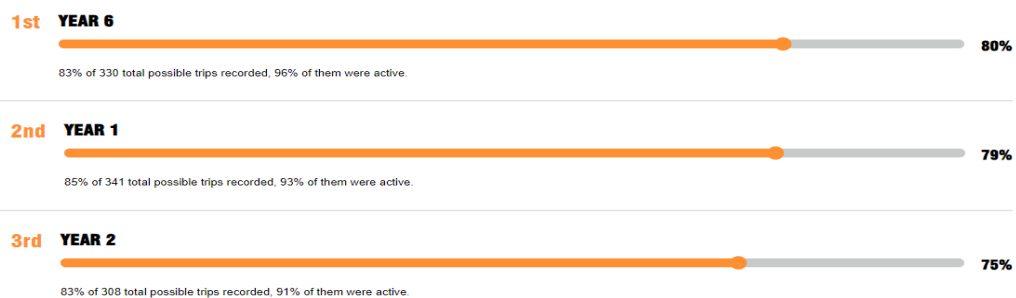 1st YEAR 6
80%
83% of 330 total possible trips recorded, 96% of them were active.
2nd YEAR 1
79%
85% of 341 total possible trips recorded, 93% of them were active.
3rd YEAR 2
75%
83% of 308 total possible trips recorded, 91% of them were active.